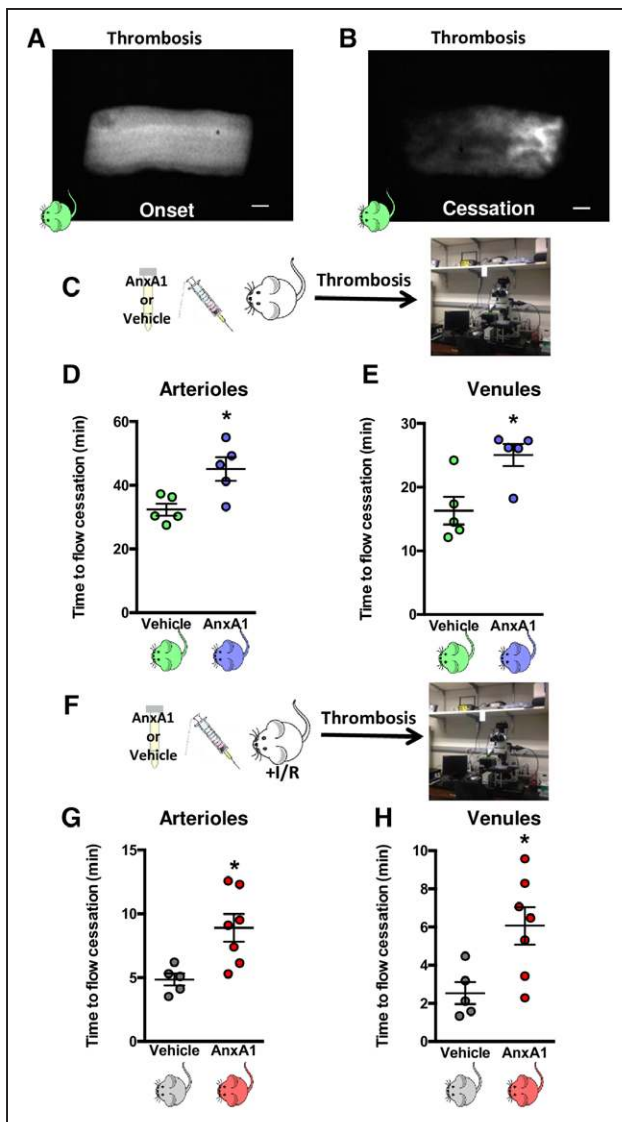 A
Thrombosis
Onset
B
Thrombosis
Cessation
C
AnxA1
or
Vehicle
Thrombosis
D
Arterioles
Time to flow cessation (min)
60
40
20
0
*
Vehicle
AnxA1
E
Venules
Time to flow cessation (min)
30
20
10
0
*
Vehicle
AnxA1
F
AnxA1
or
Vehicle
+I/R
Thrombosis
G
Arterioles
Time to flow cessation (min)
15
10
5
0
*
Vehicle
AnxA1
H
Venules
Time to flow cessation (min)
10
8
6
4
2
0
*
Vehicle
AnxA1